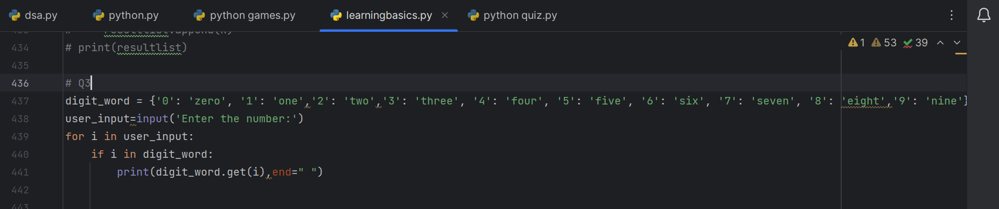 dsa.py python.py python games.py learningbasics.py python quiz.py
434 # print(resultlist)
1 53 39
435
436 # Q3
437 digit_word = {'0': 'zero', '1': 'one','2': 'two','3': 'three', '4': 'four', '5': 'five', '6': 'six', '7': 'seven', '8': 'eight','9': 'nine'}
438 user_input=input('Enter the number:')
439 for i in user_input:
440 if i in digit_word:
441 print(digit_word.get(i),end=" ")
442
443